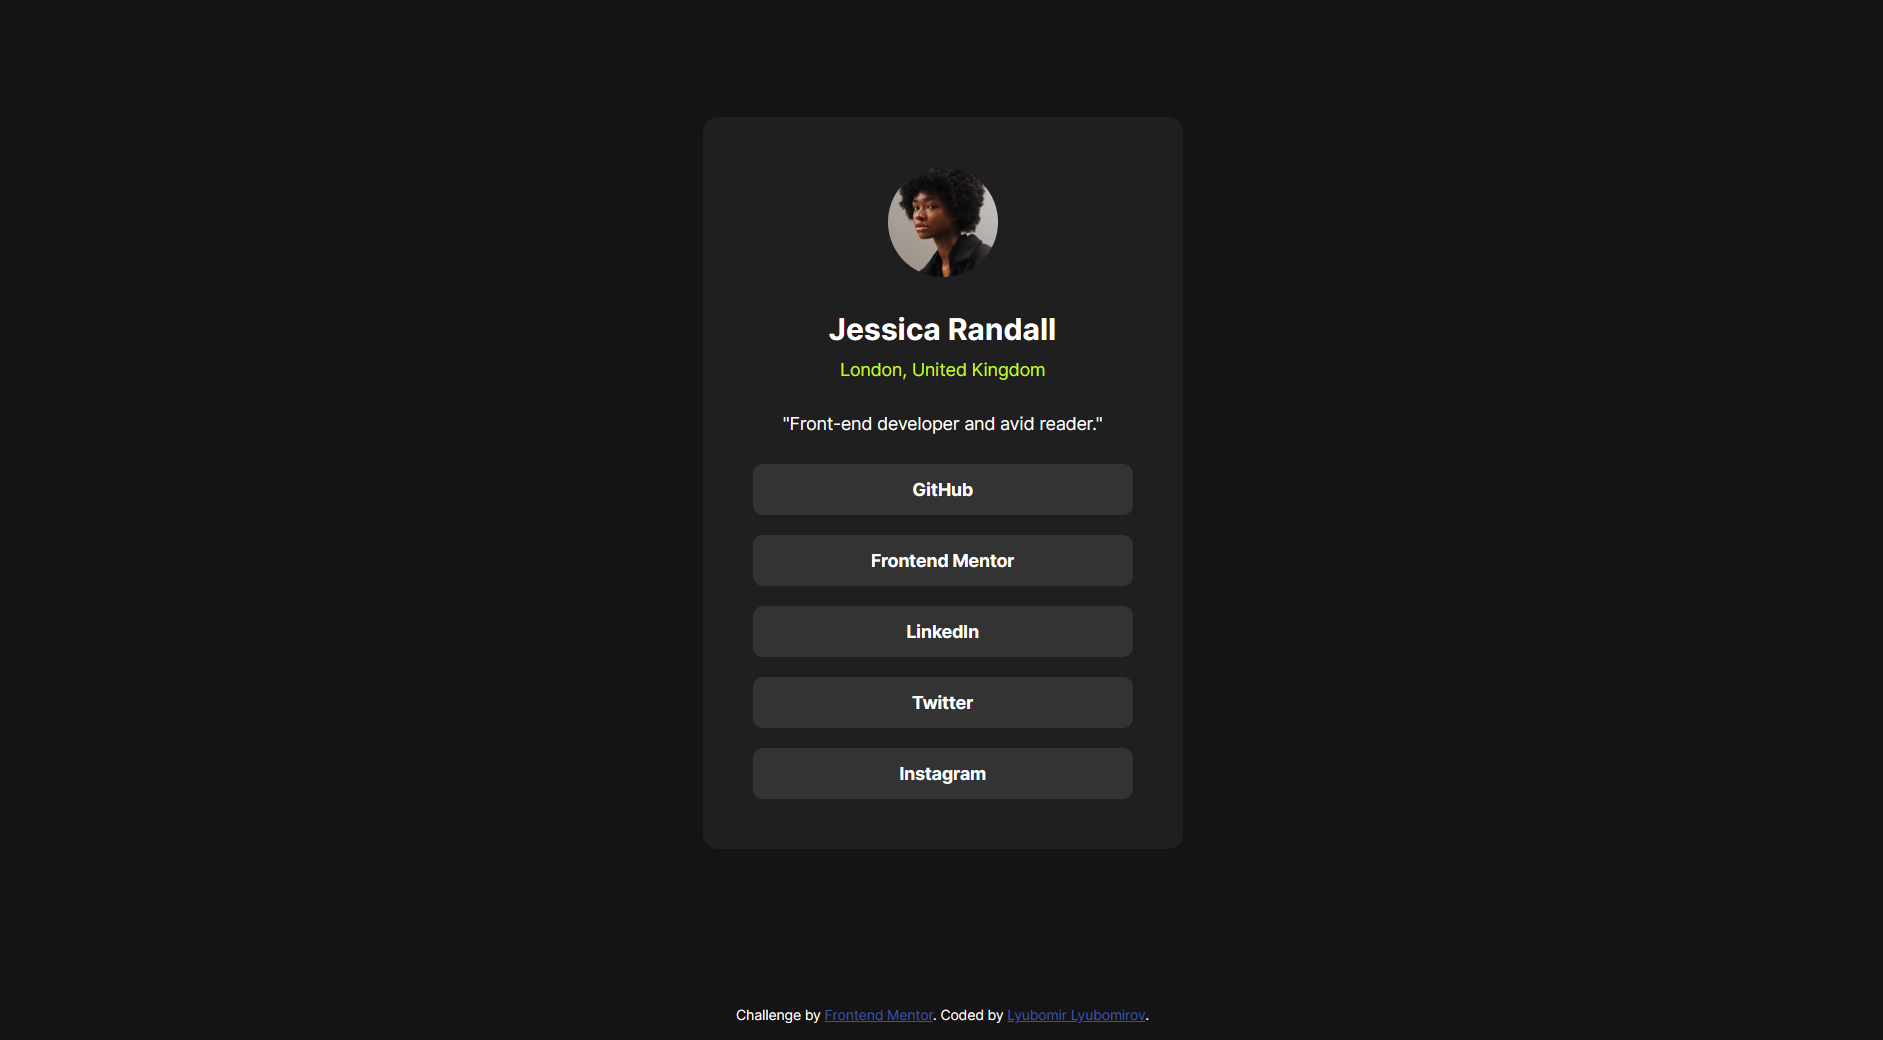 Jessica Randall
London, United Kingdom
"Front-end developer and avid reader."
GitHub
Frontend Mentor
LinkedIn
Twitter
Instagram
Challenge by Frontend Mentor. Coded by Lyubomir Lyubomirov.